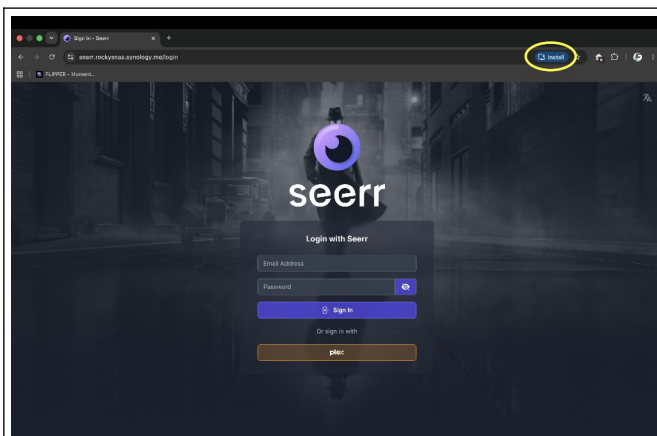 Sign In - Seerr
seerr.rockysnas.synology.me/login
Install
FLIPPER - Moment...
seerr
Login with Seerr
Email Address
Password
Sign In
Or sign in with
plex